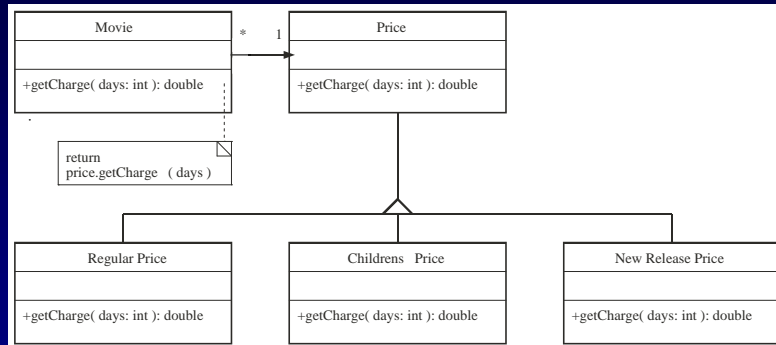 Movie
* 1
Price
+getCharge( days: int ): double
+getCharge( days: int ): double
return
price.getCharge ( days )
Regular Price
Childrens Price
New Release Price
+getCharge( days: int ): double
+getCharge( days: int ): double
+getCharge( days: int ): double